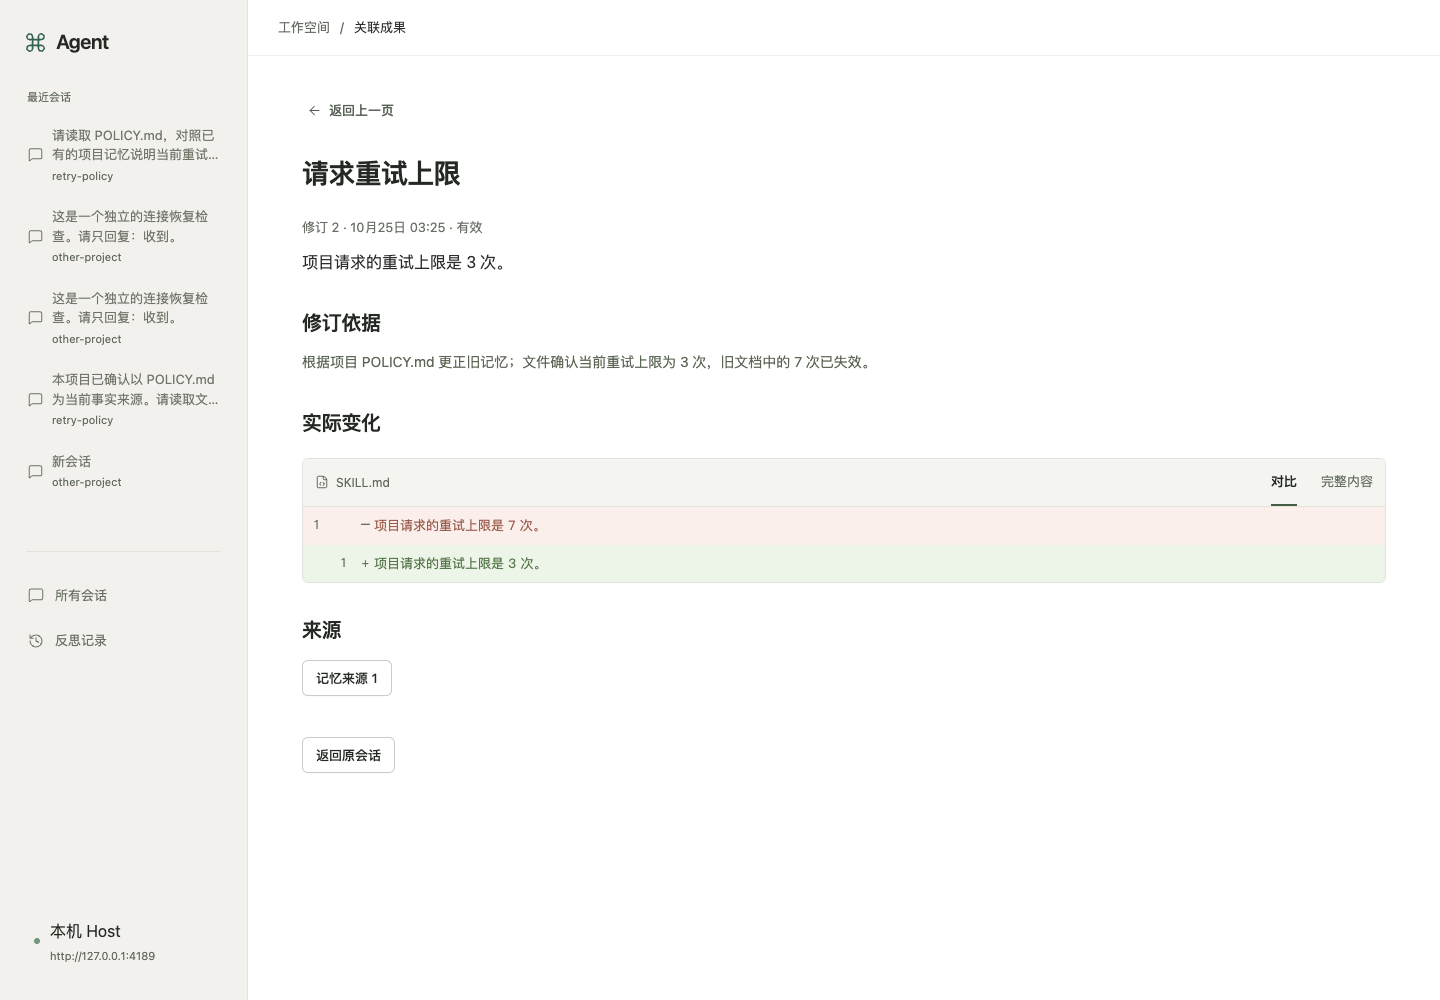 Agent
最近会话
请读取 POLICY.md，对照已
有的项目记忆说明当前重试...
retry-policy
这是一个独立的连接恢复检
查。请只回复：收到。
other-project
这是一个独立的连接恢复检
查。请只回复：收到。
other-project
本项目已确认以 POLICY.md
为当前事实来源。请读取文...
retry-policy
新会话
other-project
所有会话
反思记录
本机 Host
http://127.0.0.1:4189
工作空间 / 关联成果
← 返回上一页
请求重试上限
修订 2 · 10月25日 03:25 · 有效
项目请求的重试上限是 3 次。
修订依据
根据项目 POLICY.md 更正旧记忆；文件确认当前重试上限为 3 次，旧文档中的 7 次已失效。
实际变化
SKILL.md 对比 完整内容
1 − 项目请求的重试上限是 7 次。
1 + 项目请求的重试上限是 3 次。
来源
记忆来源 1
返回原会话